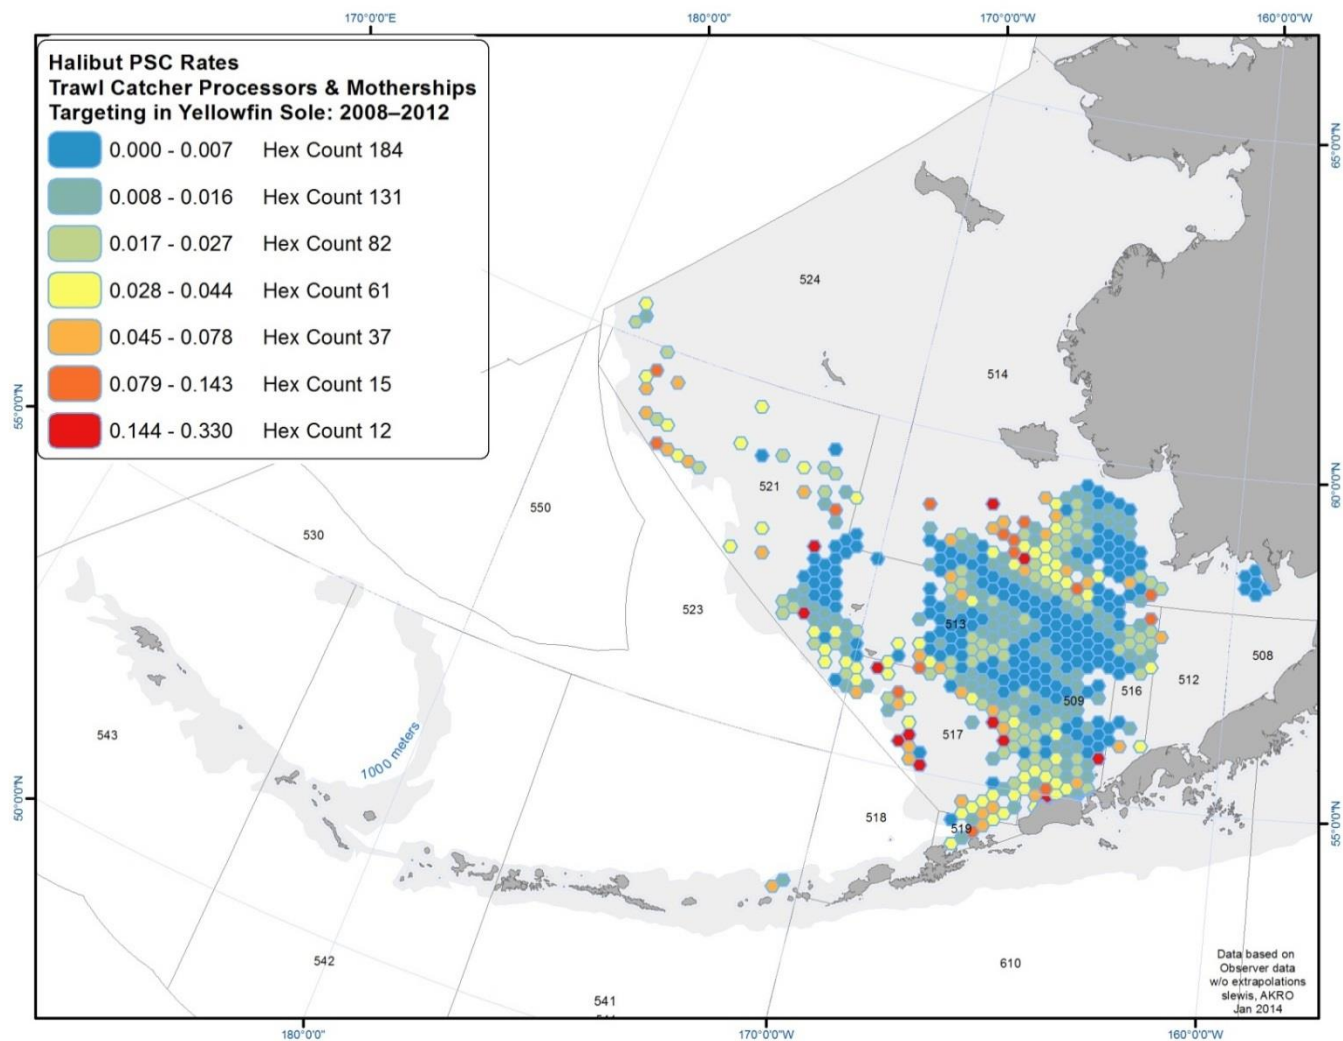 170°0'0"E
180°0'0"
170°0'0"W
160°0'0"W
Halibut PSC Rates
Trawl Catcher Processors & Motherships
Targeting in Yellowfin Sole: 2008–2012
0.000 - 0.007 Hex Count 184
0.008 - 0.016 Hex Count 131
0.017 - 0.027 Hex Count 82
0.028 - 0.044 Hex Count 61
0.045 - 0.078 Hex Count 37
0.079 - 0.143 Hex Count 15
0.144 - 0.330 Hex Count 12
65°0'0"N
524
514
55°0'0"N
60°0'0"N
521
550
530
523
513
508
512
516
509
517
543
7000 meters
50°0'0"N
518
519
55°0'0"N
542
610
541
Data based on
Observer data
w/o extrapolations
slewis, AKRO
Jan 2014
180°0'0"
170°0'0"W
160°0'0"W